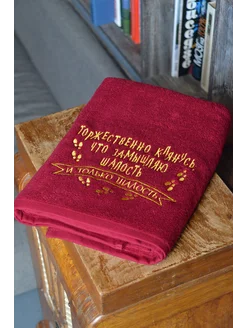 Торжественно клянусь
что замышляю
шалость
и только шалость